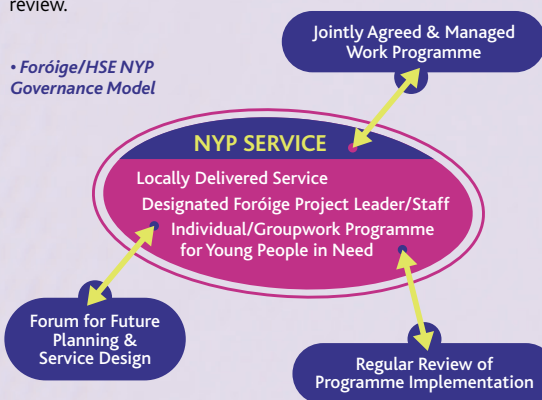 review.
• Foróige/HSE NYP
Governance Model
Jointly Agreed & Managed
Work Programme
NYP SERVICE
Locally Delivered Service
Designated Foróige Project Leader/Staff
Individual/Groupwork Programme
for Young People in Need
Forum for Future
Planning &
Service Design
Regular Review of
Programme Implementation